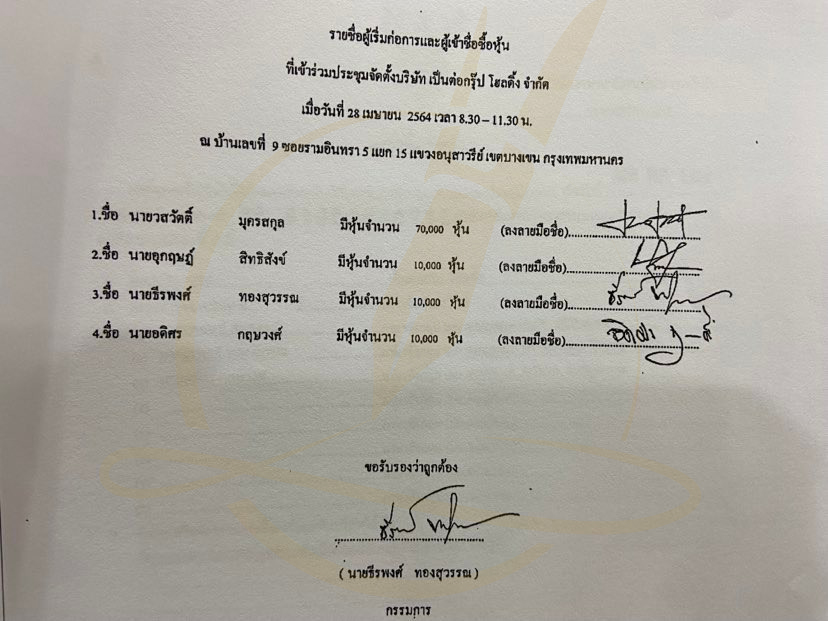 รายชื่อผู้เริ่มก่อการและผู้เข้าชื่อซื้อหุ้น
ที่เข้าร่วมประชุมจัดตั้งบริษัท เป็นต่อกรุ๊ป โฮลดิ้ง จำกัด
เมื่อวันที่ 28 เมษายน 2564 เวลา 8.30 – 11.30 น.
ณ บ้านเลขที่ 9 ซอยรามอินทรา 5 แยก 15 แขวงอนุสาวรีย์ เขตบางเขน กรุงเทพมหานคร
1.ชื่อ นายวสวัตติ์ มุครสกุล มีหุ้นจำนวน 70,000 หุ้น (ลงลายมือชื่อ)
2.ชื่อ นายอุกฤษฎ์ สิทธิสังข์ มีหุ้นจำนวน 10,000 หุ้น (ลงลายมือชื่อ)
3.ชื่อ นายธีรพงศ์ ทองสุวรรณ มีหุ้นจำนวน 10,000 หุ้น (ลงลายมือชื่อ)
4.ชื่อ นายอดิศร กฤษวงศ์ มีหุ้นจำนวน 10,000 หุ้น (ลงลายมือชื่อ)
ขอรับรองว่าถูกต้อง
( นายธีรพงศ์ ทองสุวรรณ )
กรรมการ